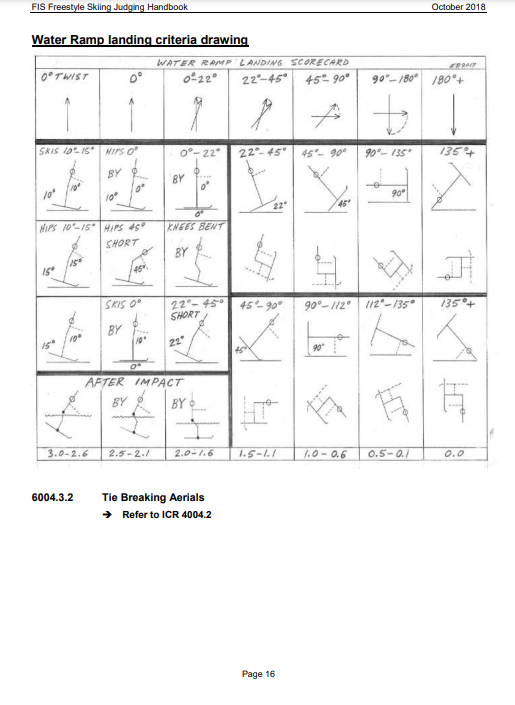 FIS Freestyle Skiing Judging Handbook October 2018
Water Ramp landing criteria drawing
WATER RAMP LANDING SCORECARD
0° TWIST 0° 0-22° 22°-45° 45°-90° 90°-180° 180°+
SKIS 10°-15° HIPS 0° 0°-22° 22°-45° 45°-90° 90°-135° 135°+
BY BY
10° 10° 10° 0° 0° 0° 22° 45° 90°
HIPS 10°-15° HIPS 45° KNEES BENT
SHORT BY
15° 15° 45°
SKIS 0° 22°-45° 45°-90° 90°-112° 112°-135° 135°+
SHORT
BY
15° 10° 10° 0° 22° 45° 90°
AFTER IMPACT
BY BY
3.0-2.6 2.5-2.1 2.0-1.6 1.5-1.1 1.0-0.6 0.5-0.1 0.0
6004.3.2 Tie Breaking Aerials
➔ Refer to ICR 4004.2
Page 16